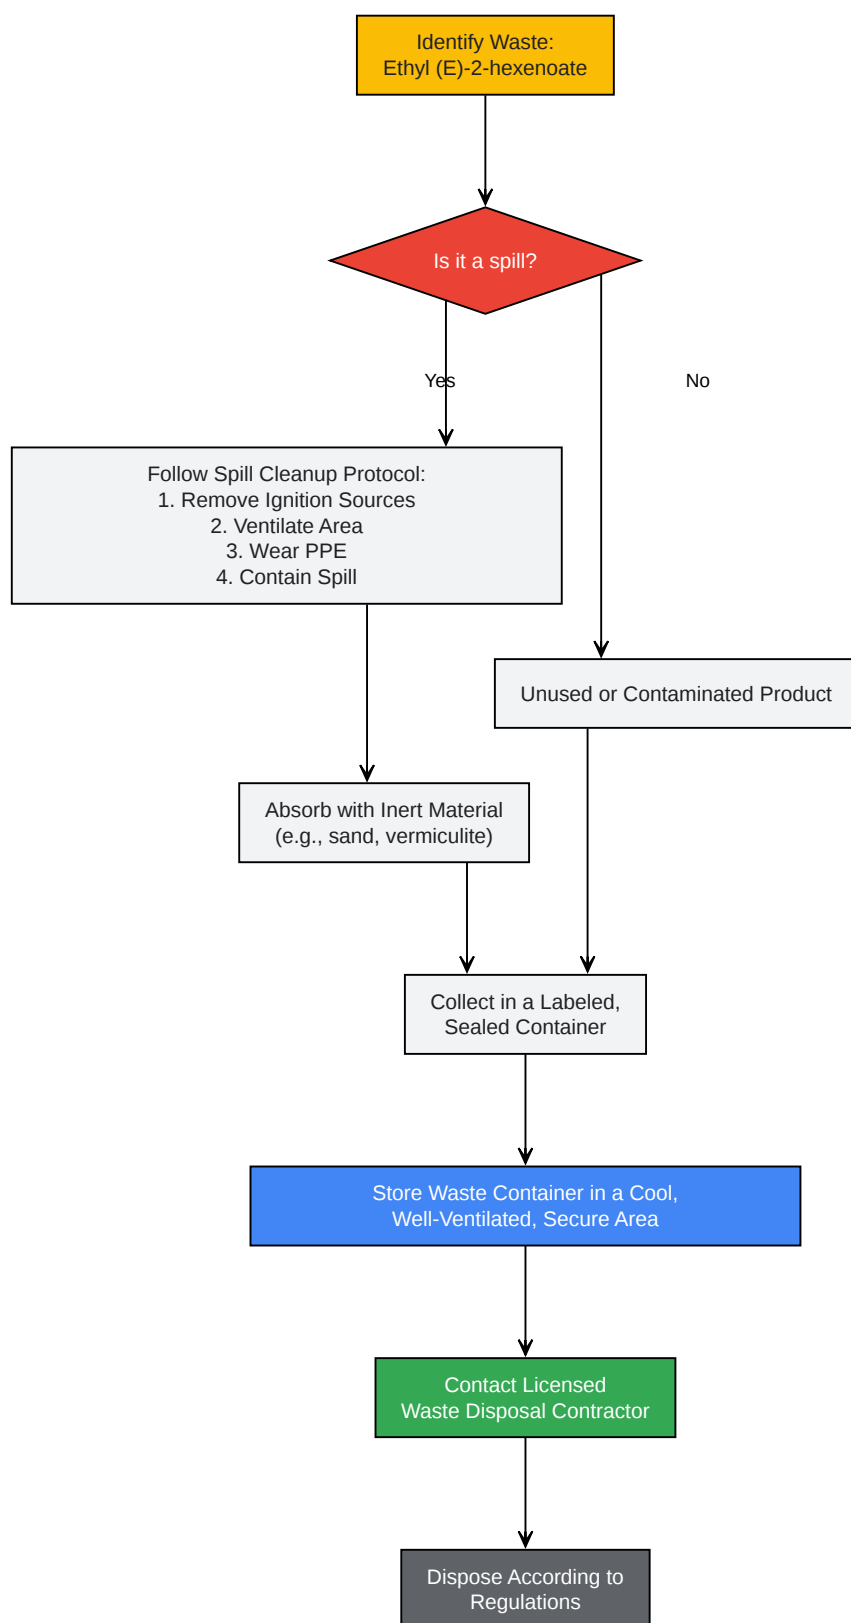 Identify Waste:
Ethyl (E)-2-hexenoate
Is it a spill?
Yes
No
Follow Spill Cleanup Protocol:
1. Remove Ignition Sources
2. Ventilate Area
3. Wear PPE
4. Contain Spill
Unused or Contaminated Product
Absorb with Inert Material
(e.g., sand, vermiculite)
Collect in a Labeled,
Sealed Container
Store Waste Container in a Cool,
Well-Ventilated, Secure Area
Contact Licensed
Waste Disposal Contractor
Dispose According to
Regulations